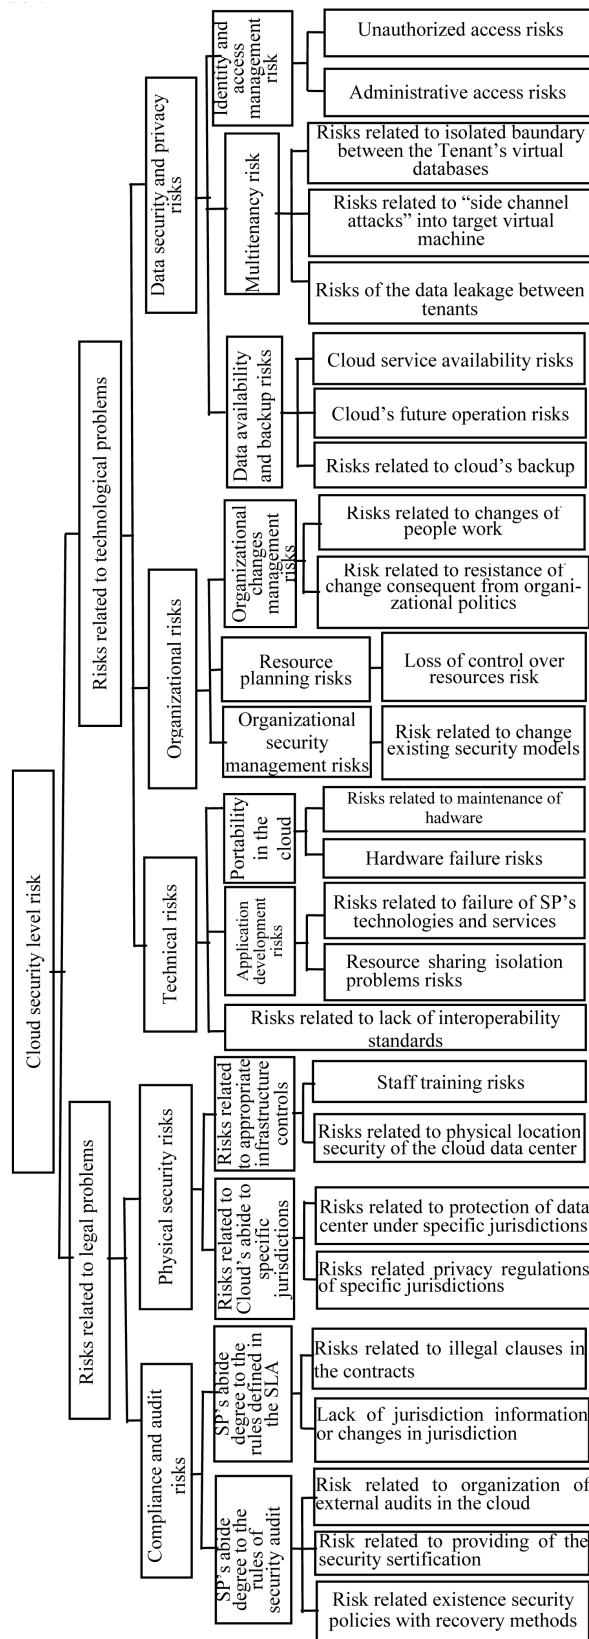 Cloud security level risk
Risks related to technological problems
Data security and privacy
risks
Identity and
access
management
risk
Unauthorized access risks
Administrative access risks
Multitenancy risk
Risks related to isolated baundary
between the Tenant's virtual
databases
Risks related to “side channel
attacks” into target virtual
machine
Risks of the data leakage between
tenants
Data availability
and backup risks
Cloud service availability risks
Cloud's future operation risks
Risks related to cloud's backup
Organizational risks
Organizational
changes
management
risks
Risks related to changes of
people work
Risk related to resistance of
change consequent from organi-
zational politics
Resource
planning risks
Loss of control over
resources risk
Organizational
security
management risks
Risk related to change
existing security models
Technical risks
Portability
in the
cloud
Risks related to maintenance of
hadware
Hardware failure risks
Application
development
risks
Risks related to failure of SP's
technologies and services
Resource sharing isolation
problems risks
Risks related to lack of interoperability
standards
Risks related to legal problems
Physical security risks
Risks related
to appropriate
infrastructure
controls
Staff training risks
Risks related to physical location
security of the cloud data center
Risks related to
Cloud's abide to
specific
jurisdictions
Risks related to protection of data
center under specific jurisdictions
Risks related privacy regulations
of specific jurisdictions
Compliance and audit
risks
SP's abide
degree to the
rules defined in
the SLA
Risks related to illegal clauses in
the contracts
Lack of jurisdiction information
or changes in jurisdiction
SP's abide
degree to the
rules of
security audit
Risk related to organization of
external audits in the cloud
Risk related to providing of the
security sertification
Risk related existence security
policies with recovery methods